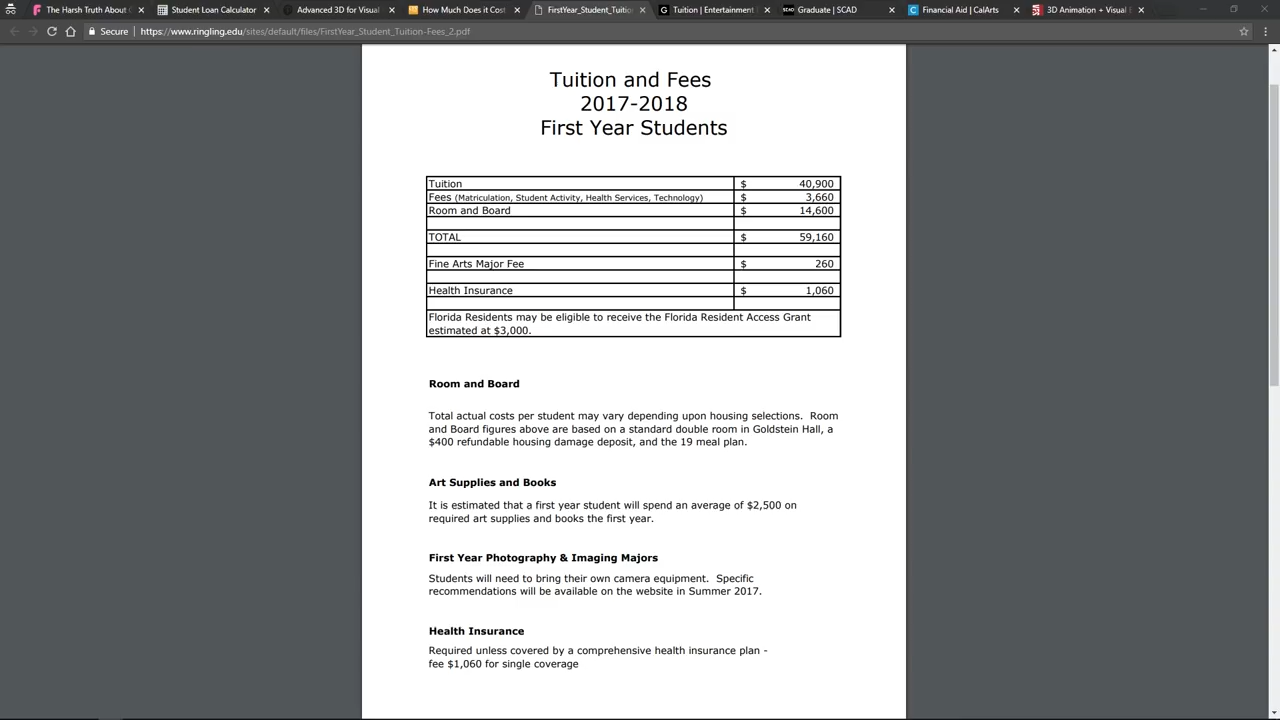 The Harsh Truth About C
Student Loan Calculator
Advanced 3D for Visual
How Much Does it Cost
FirstYear_Student_Tuitio
Tuition | Entertainment
Graduate | SCAD
Financial Aid | CalArts
3D Animation + Visual E
Secure | https://www.ringling.edu/sites/default/files/FirstYear_Student_Tuition-Fees_2.pdf
Tuition and Fees
2017-2018
First Year Students
Tuition $ 40,900
Fees (Matriculation, Student Activity, Health Services, Technology) $ 3,660
Room and Board $ 14,600
TOTAL $ 59,160
Fine Arts Major Fee $ 260
Health Insurance $ 1,060
Florida Residents may be eligible to receive the Florida Resident Access Grant
estimated at $3,000.
Room and Board
Total actual costs per student may vary depending upon housing selections. Room
and Board figures above are based on a standard double room in Goldstein Hall, a
$400 refundable housing damage deposit, and the 19 meal plan.
Art Supplies and Books
It is estimated that a first year student will spend an average of $2,500 on
required art supplies and books the first year.
First Year Photography & Imaging Majors
Students will need to bring their own camera equipment. Specific
recommendations will be available on the website in Summer 2017.
Health Insurance
Required unless covered by a comprehensive health insurance plan -
fee $1,060 for single coverage